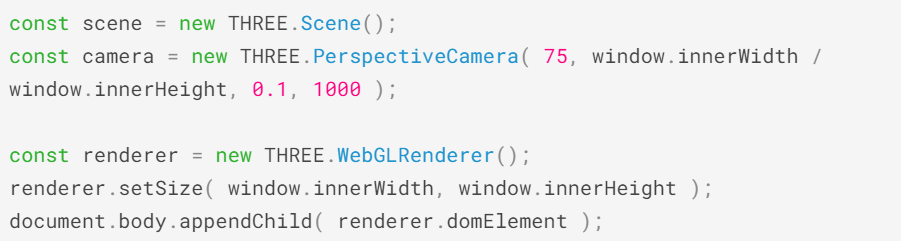 const scene = new THREE.Scene();
const camera = new THREE.PerspectiveCamera( 75, window.innerWidth /
window.innerHeight, 0.1, 1000 );

const renderer = new THREE.WebGLRenderer();
renderer.setSize( window.innerWidth, window.innerHeight );
document.body.appendChild( renderer.domElement );